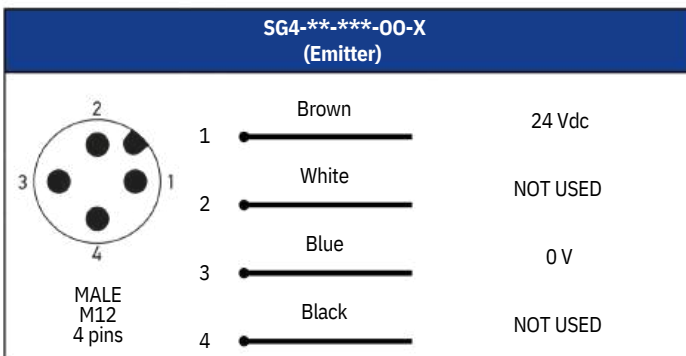 SG4-**-***-OO-X
(Emitter)
2
3
1
4
MALE
M12
4 pins
1
Brown
24 Vdc
2
White
NOT USED
3
Blue
0 V
4
Black
NOT USED